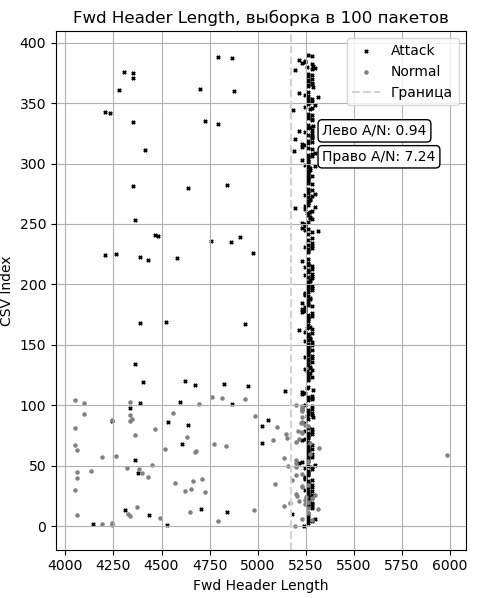 Fwd Header Length, выборка в 100 пакетов
Attack
Normal
Граница
Лево A/N: 0.94
Право A/N: 7.24
400
350
300
250
200
150
100
50
0
CSV Index
4000 4250 4500 4750 5000 5250 5500 5750 6000
Fwd Header Length